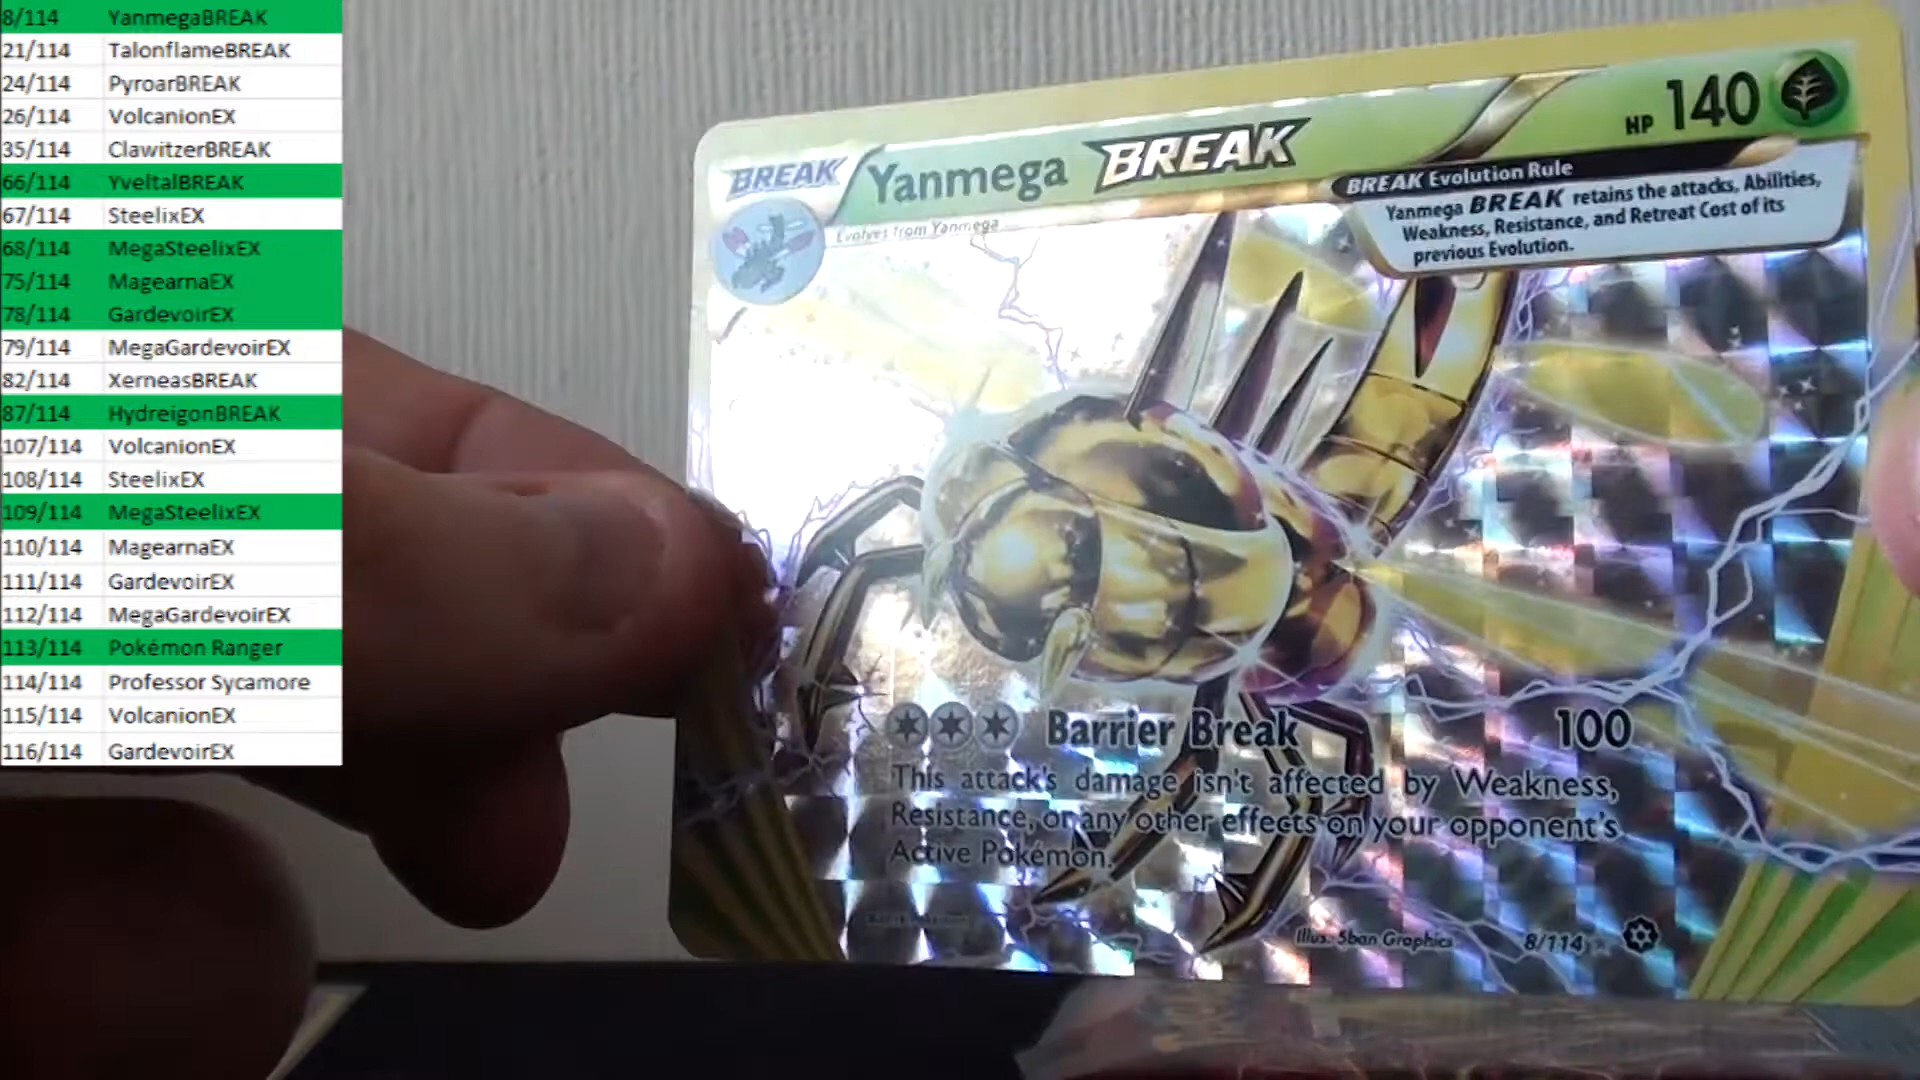 8/114 YanmegaBREAK
21/114 TalonflameBREAK
24/114 PyroarBREAK
26/114 VolcanionEX
35/114 ClawitzerBREAK
66/114 YveltalBREAK
67/114 SteelixEX
68/114 MegaSteelixEX
75/114 MagearnaEX
78/114 GardevoirEX
79/114 MegaGardevoirEX
82/114 XerneasBREAK
87/114 HydreigonBREAK
107/114 VolcanionEX
108/114 SteelixEX
109/114 MegaSteelixEX
110/114 MagearnaEX
111/114 GardevoirEX
112/114 MegaGardevoirEX
113/114 Pokémon Ranger
114/114 Professor Sycamore
115/114 VolcanionEX
116/114 GardevoirEX
BREAK Yanmega BREAK HP 140
Evolves from Yanmega
BREAK Evolution Rule
Yanmega BREAK retains the attacks, Abilities,
Weakness, Resistance, and Retreat Cost of its
previous Evolution.
Barrier Break 100
This attack's damage isn't affected by Weakness,
Resistance, or any other effects on your opponent's
Active Pokémon.
Illus. 5ban Graphics 8/114